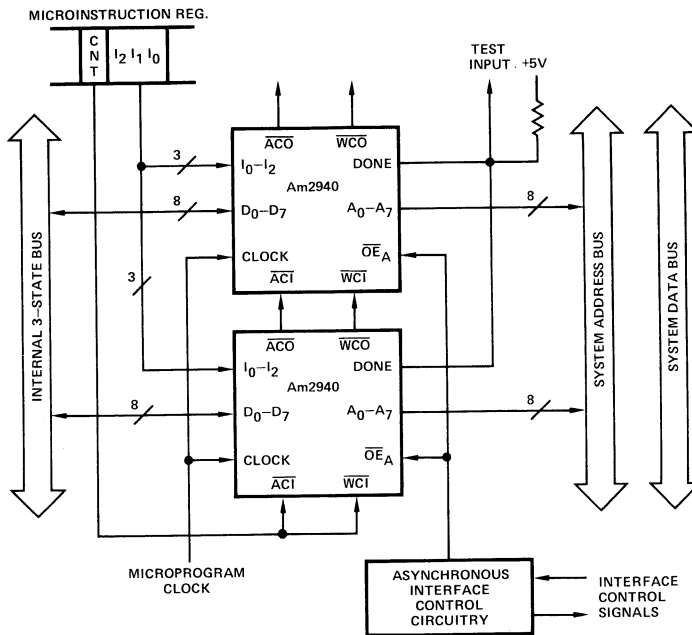 MICROINSTRUCTION REG.
C
N
T
I2 I1 I0
TEST
INPUT . +5V
ACO
WCO
3
I0–I2
DONE
Am2940
8
D0–D7
A0–A7
8
CLOCK
OEA
ACI
WCI
3
ACO
WCO
I0–I2
DONE
Am2940
8
D0–D7
A0–A7
8
CLOCK
OEA
ACI
WCI
INTERNAL 3–STATE BUS
SYSTEM ADDRESS BUS
SYSTEM DATA BUS
MICROPROGRAM
CLOCK
ASYNCHRONOUS
INTERFACE
CONTROL
CIRCUITRY
INTERFACE
CONTROL
SIGNALS